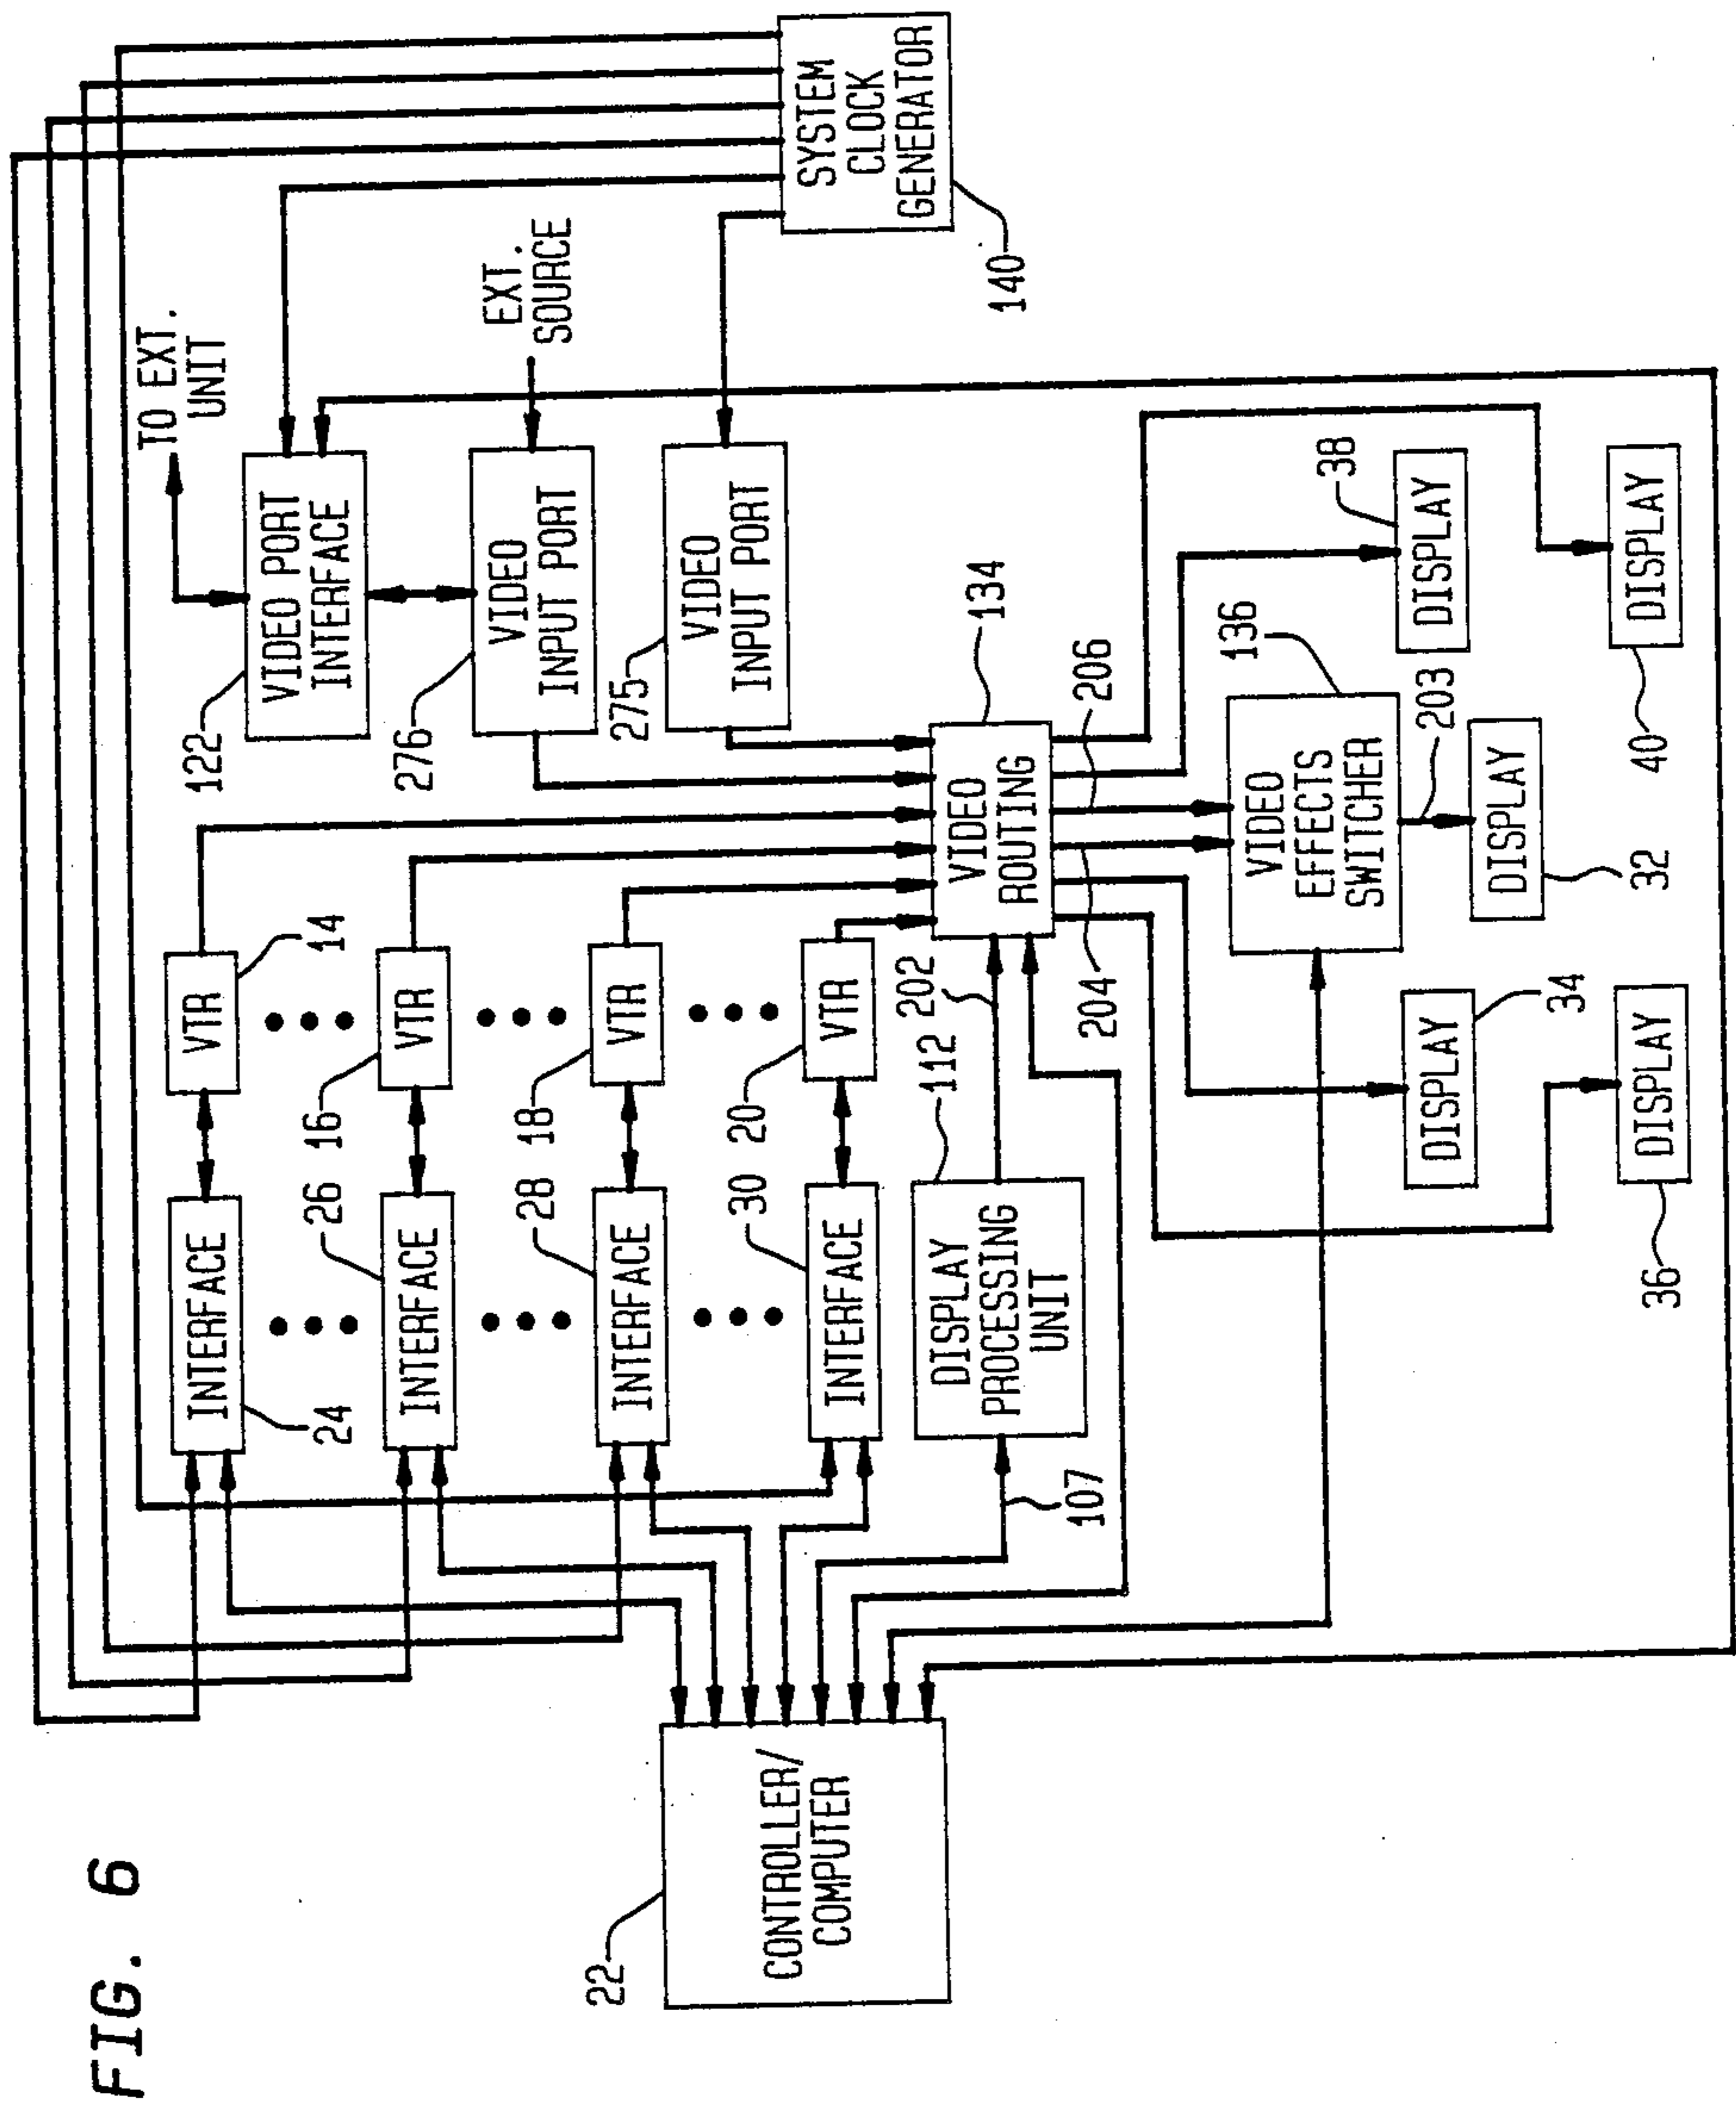 FIG. 6
22
CONTROLLER/
COMPUTER
INTERFACE
24
VTR
14
INTERFACE
26
VTR
16
INTERFACE
28
VTR
18
INTERFACE
30
VTR
20
DISPLAY
PROCESSING
UNIT
112
107
202
TO EXT.
UNIT
VIDEO PORT
INTERFACE
122
EXT.
SOURCE
VIDEO
INPUT PORT
276
VIDEO
INPUT PORT
275
SYSTEM
CLOCK
GENERATOR
140
VIDEO
ROUTING
134
204
206
VIDEO
EFFECTS
SWITCHER
136
203
DISPLAY
34
DISPLAY
36
DISPLAY
32
DISPLAY
38
DISPLAY
40